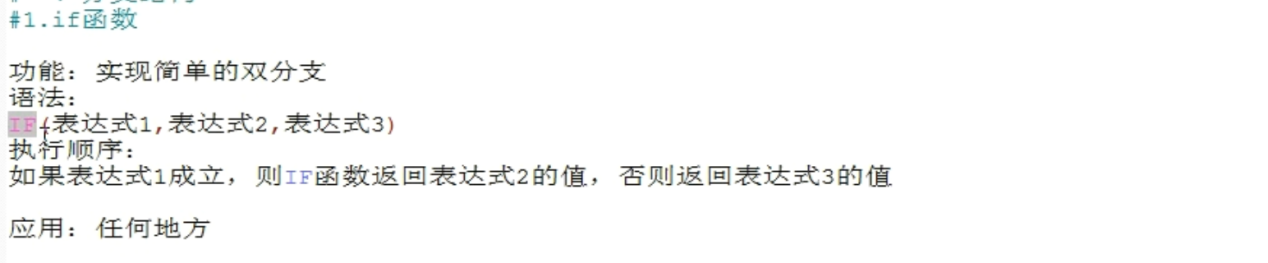 #1.if函数
功能：实现简单的双分支
语法：
IF(表达式1,表达式2,表达式3)
执行顺序：
如果表达式1成立，则IF函数返回表达式2的值，否则返回表达式3的值
应用：任何地方